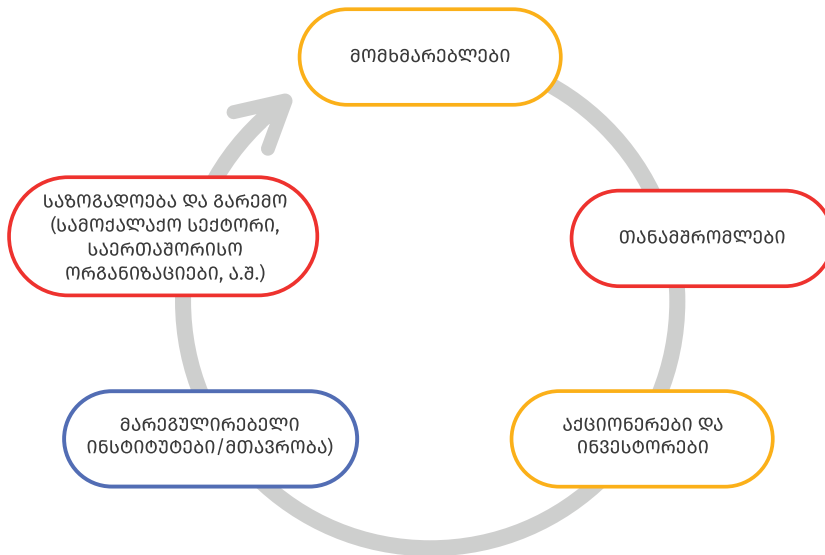 მომხმარებლები
თანამშრომლები
აქციონერები და
ინვესტორები
მარეგულირებელი
ინსტიტუტები/მთავრობა)
საზოგადოება და გარემო
(სამოქალაქო სექტორი,
საერთაშორისო
ორგანიზაციები, ა.შ.)